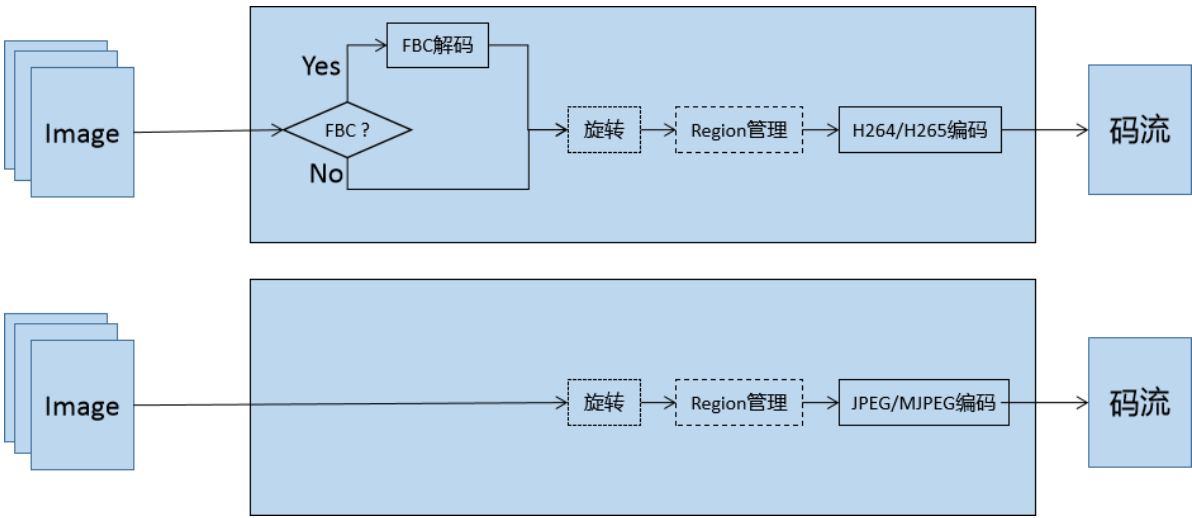 Image
FBC?
Yes
No
FBC解码
旋转
Region管理
H264/H265编码
码流
Image
旋转
Region管理
JPEG/MJPEG编码
码流